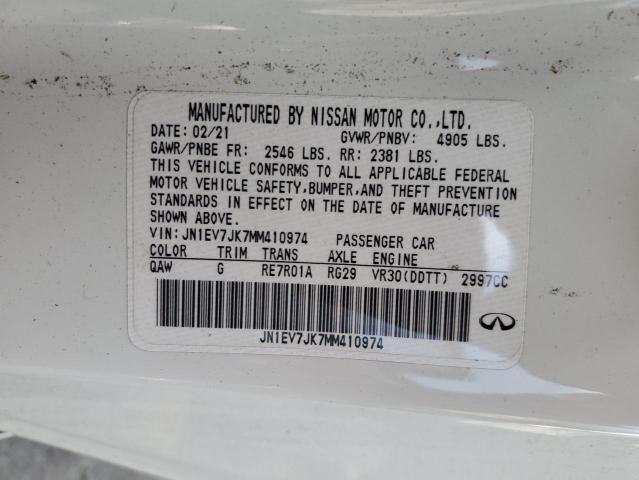 MANUFACTURED BY NISSAN MOTOR CO.,LTD.
DATE: 02/21 GVWR/PNBV: 4905 LBS.
GAWR/PNBE FR: 2546 LBS. RR: 2381 LBS.
THIS VEHICLE CONFORMS TO ALL APPLICABLE FEDERAL
MOTOR VEHICLE SAFETY,BUMPER,AND THEFT PREVENTION
STANDARDS IN EFFECT ON THE DATE OF MANUFACTURE
SHOWN ABOVE.
VIN: JN1EV7JK7MM410974 PASSENGER CAR
COLOR TRIM TRANS AXLE ENGINE
QAW G RE7R01A RG29 VR30(DDTT) 2997CC
JN1EV7JK7MM410974